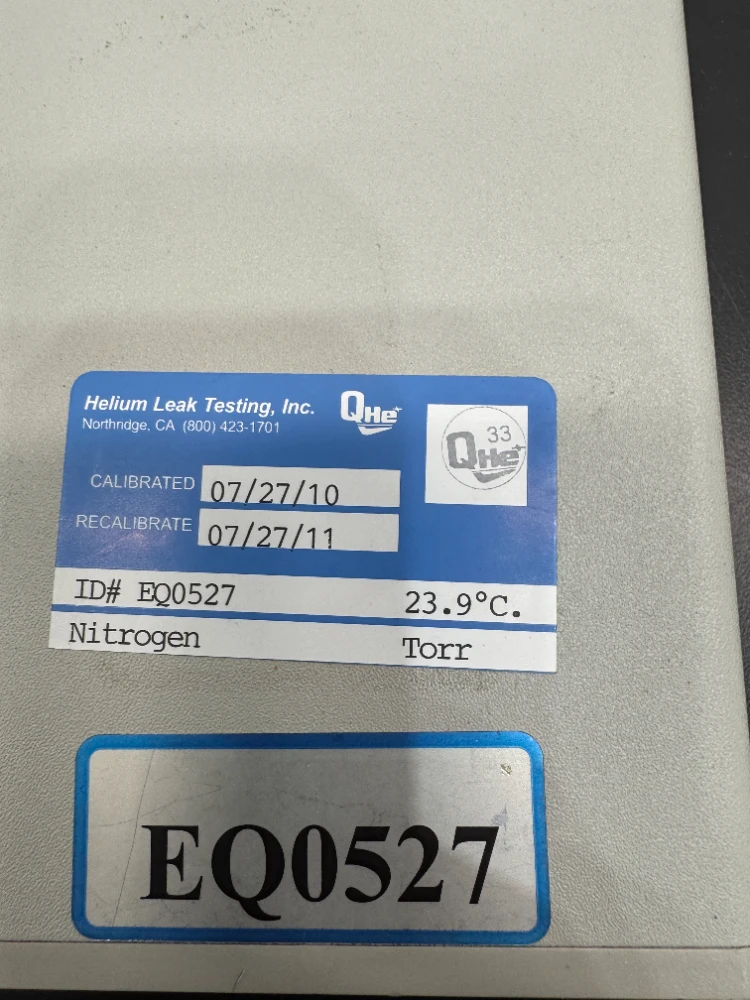 Helium Leak Testing, Inc.
QHe
Northridge, CA (800) 423-1701
33
QHe
CALIBRATED 07/27/10
RECALIBRATE 07/27/11
ID# EQ0527 23.9°C.
Nitrogen Torr
EQ0527